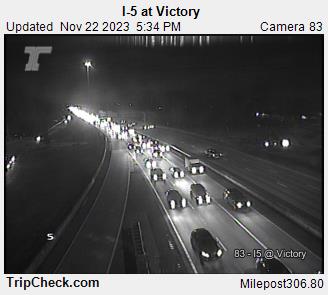 I-5 at Victory
Updated Nov 22 2023 5:34 PM Camera 83
T
S
83 - I5 @ Victory
TripCheck.com Milepost306.80